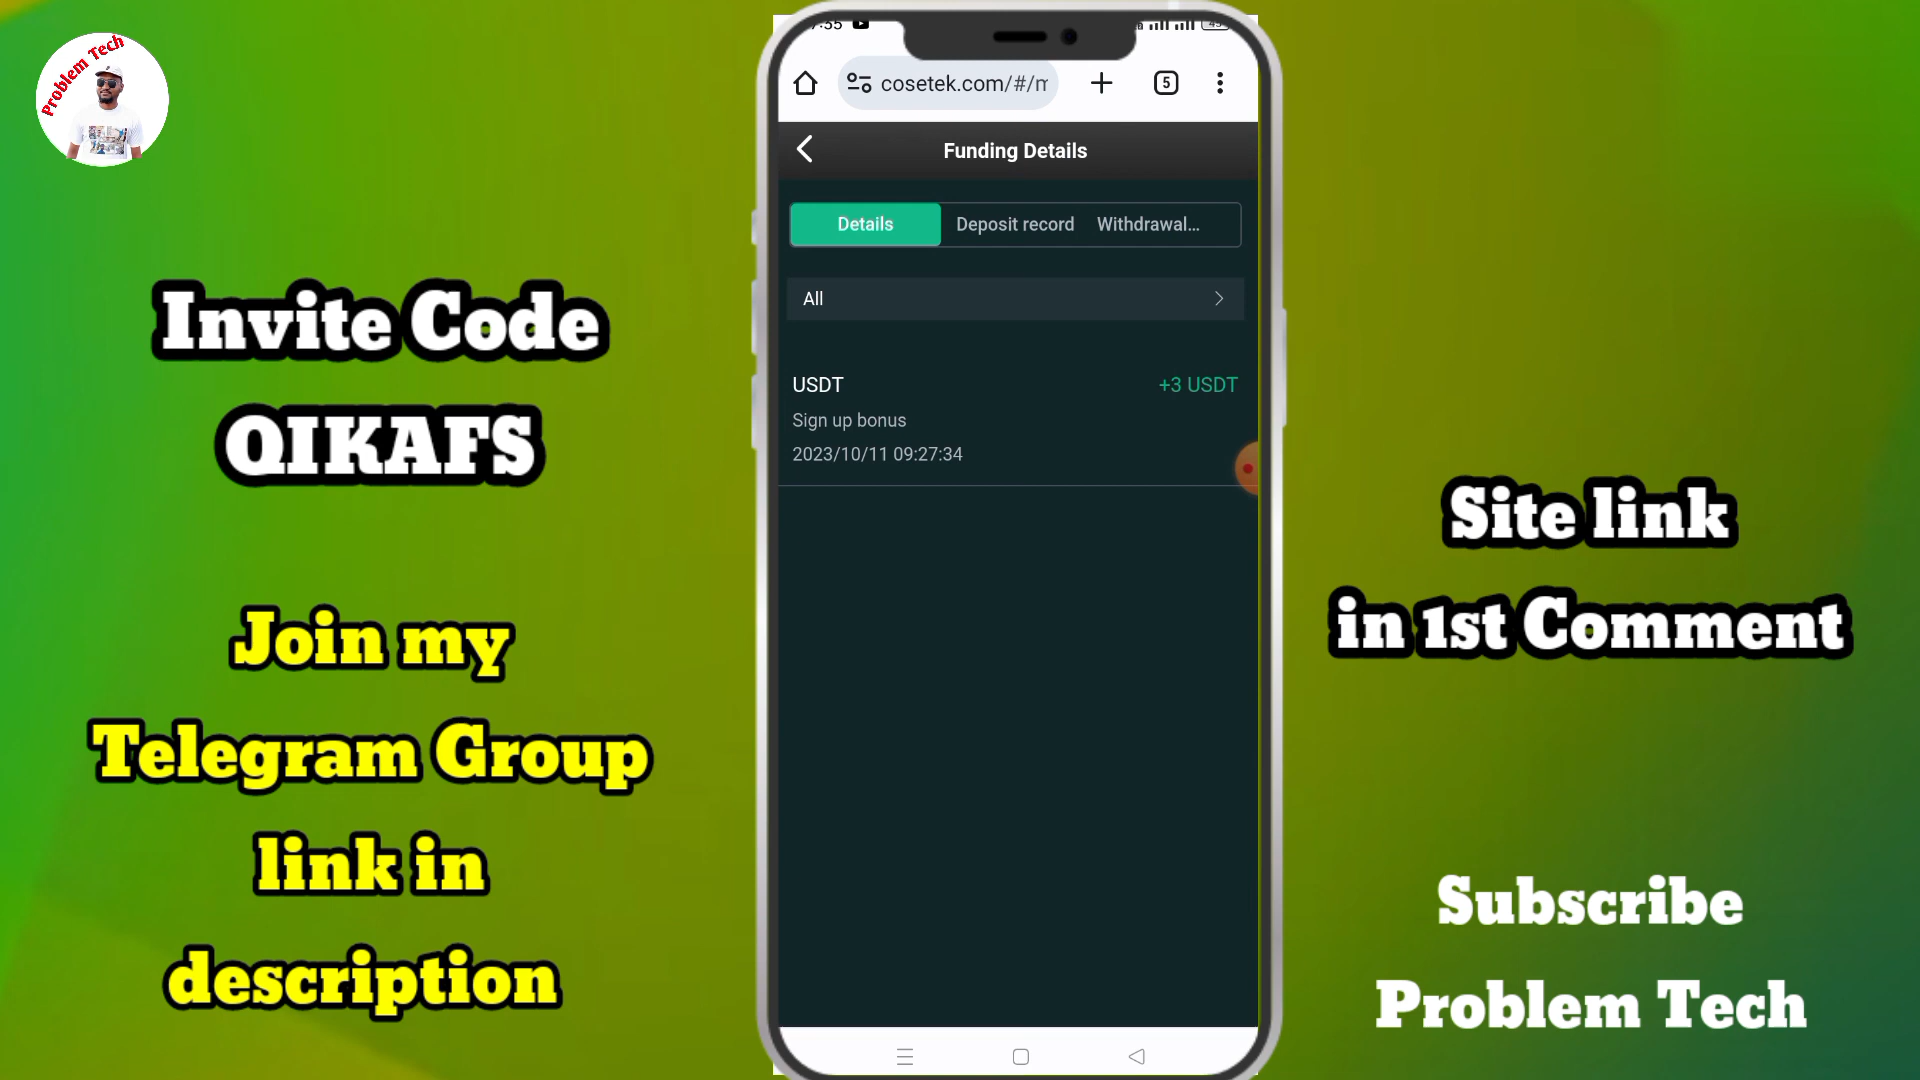 Problem Tech
Invite Code
QIKAFS
Join my
Telegram Group
link in
description
cosetek.com/#/m
5
Funding Details
Details
Deposit record
Withdrawal...
All
USDT
+3 USDT
Sign up bonus
2023/10/11 09:27:34
Site link
in 1st Comment
Subscribe
Problem Tech